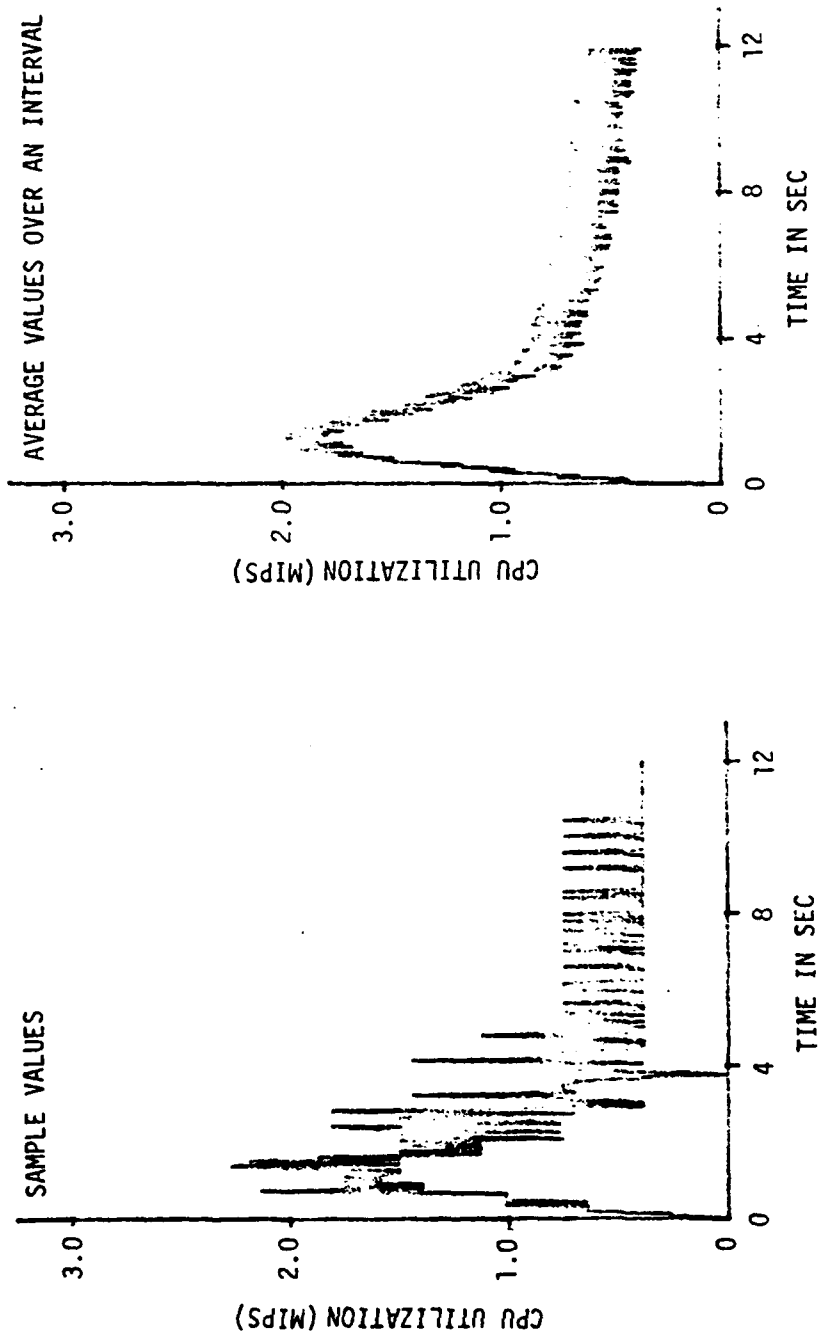 SAMPLE VALUES
CPU UTILIZATION (MIPS)
3.0
2.0
1.0
0
0
4
8
12
TIME IN SEC
AVERAGE VALUES OVER AN INTERVAL
CPU UTILIZATION (MIPS)
3.0
2.0
1.0
0
0
4
8
12
TIME IN SEC